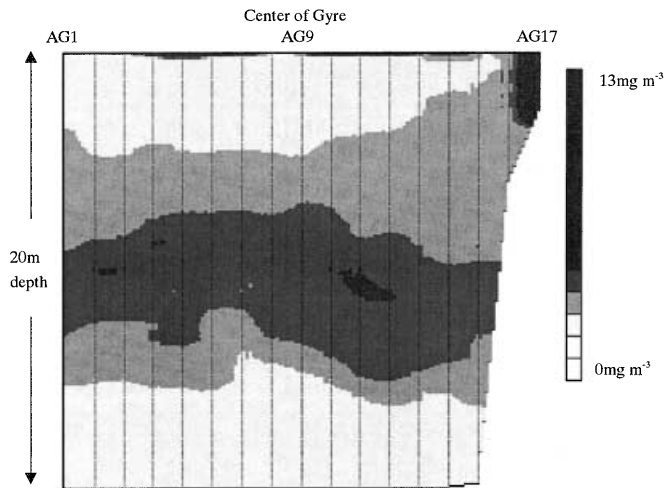 Center of Gyre
AG1 AG9 AG17
13mg m⁻³
20m
depth
0mg m⁻³